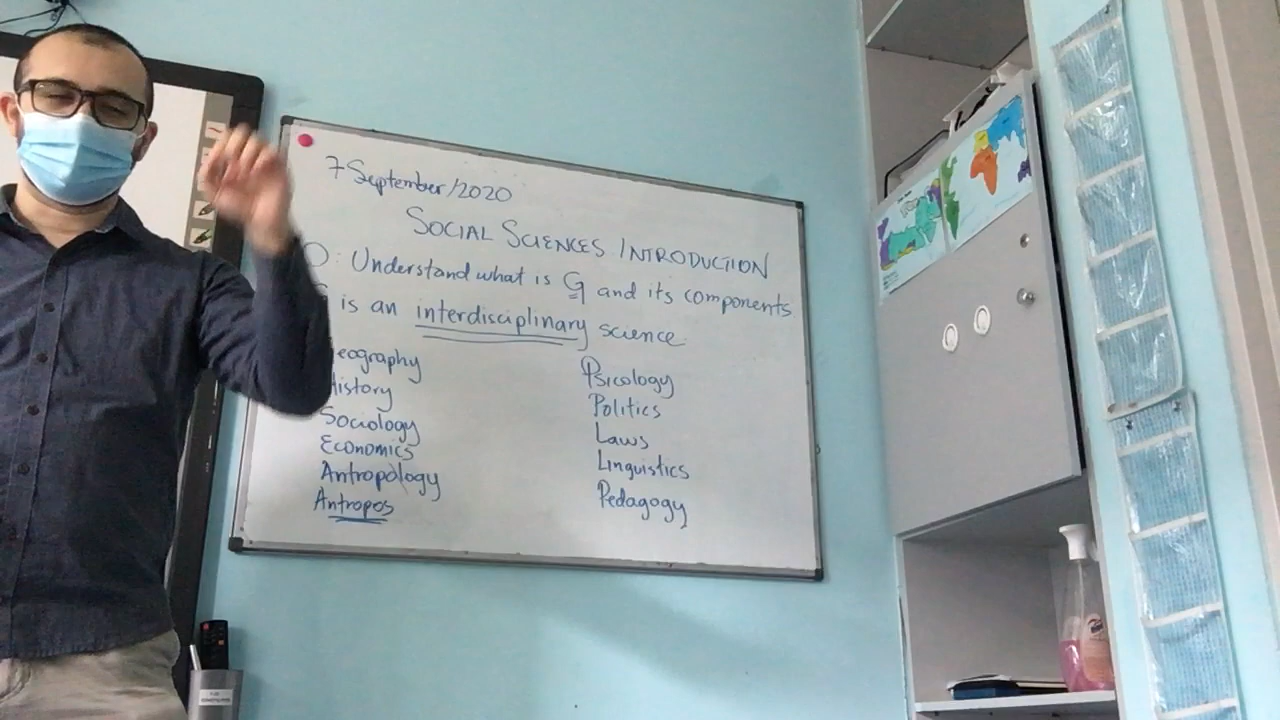 7 September/2020
SOCIAL SCIENCES INTRODUCTION
O: Understand what is G and its components
is an interdisciplinary science.
eography
History
Sociology
Economics
Antropology
Antropos
Psicology
Politics
Laws
Linguistics
Pedagogy